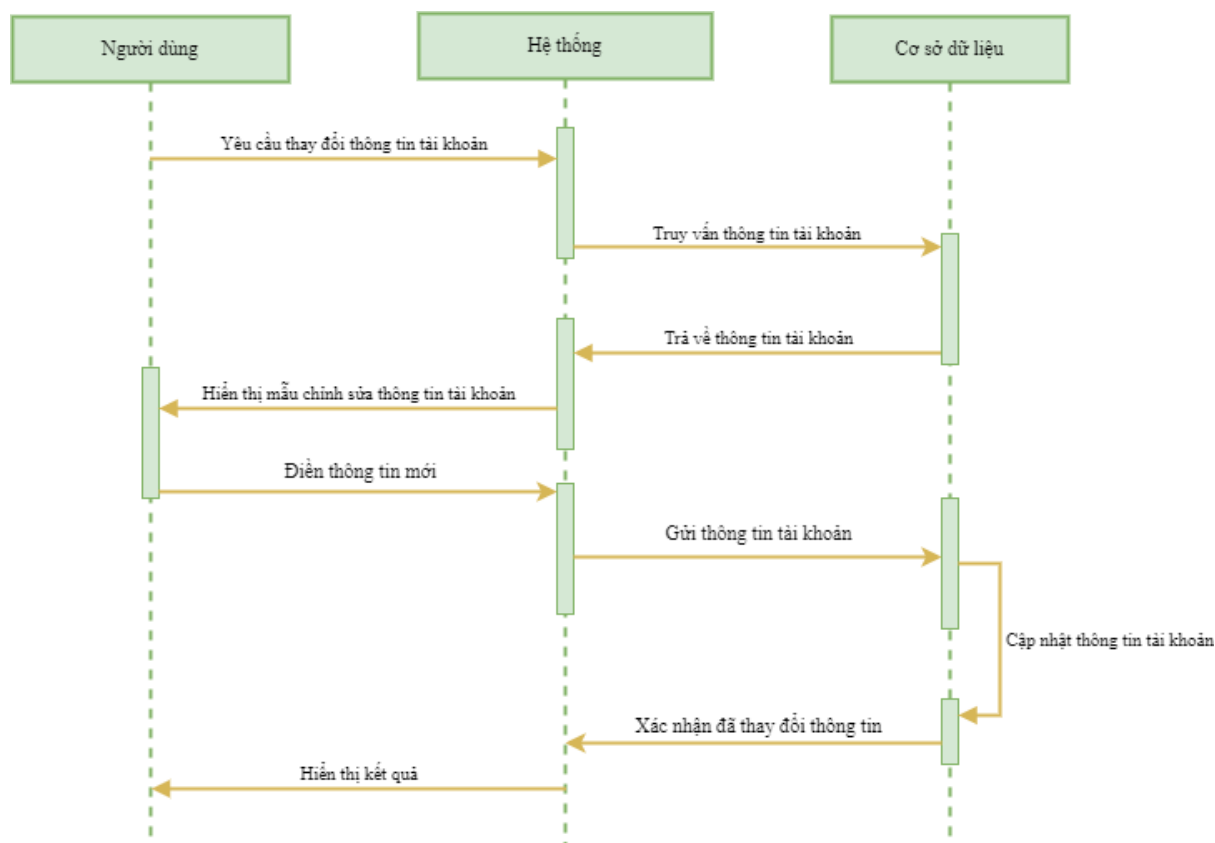 Người dùng
Hệ thống
Cơ sở dữ liệu
Yêu cầu thay đổi thông tin tài khoản
Truy vấn thông tin tài khoản
Trả về thông tin tài khoản
Hiển thị mẫu chỉnh sửa thông tin tài khoản
Điền thông tin mới
Gửi thông tin tài khoản
Cập nhật thông tin tài khoản
Xác nhận đã thay đổi thông tin
Hiển thị kết quả